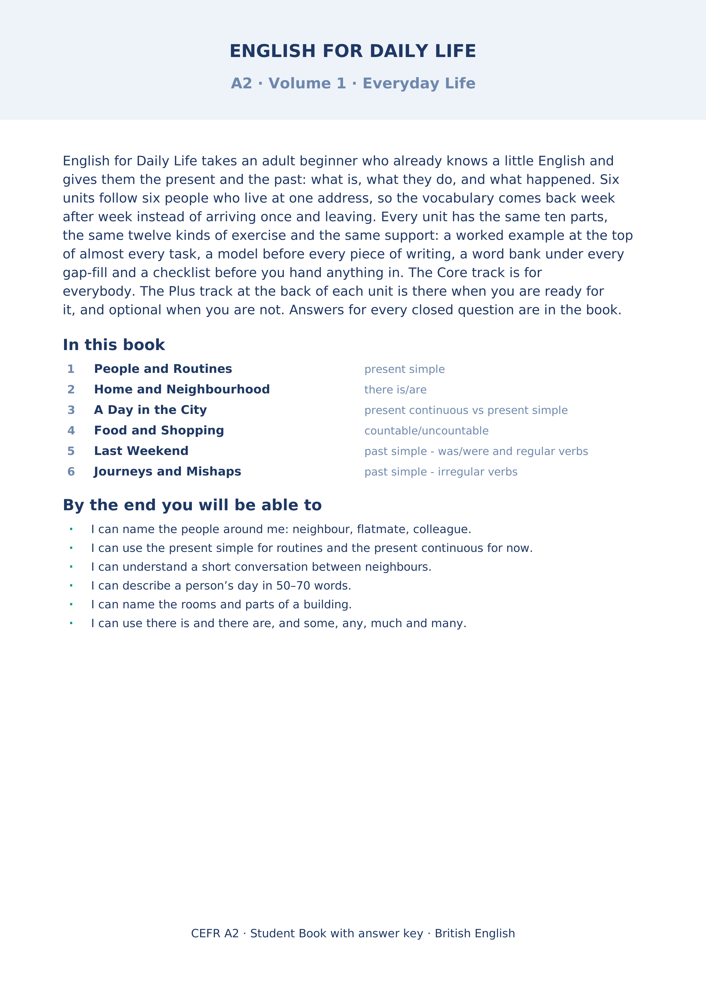 ENGLISH FOR DAILY LIFE
A2 · Volume 1 · Everyday Life
English for Daily Life takes an adult beginner who already knows a little English and
gives them the present and the past: what is, what they do, and what happened. Six
units follow six people who live at one address, so the vocabulary comes back week
after week instead of arriving once and leaving. Every unit has the same ten parts,
the same twelve kinds of exercise and the same support: a worked example at the top
of almost every task, a model before every piece of writing, a word bank under every
gap-fill and a checklist before you hand anything in. The Core track is for
everybody. The Plus track at the back of each unit is there when you are ready for
it, and optional when you are not. Answers for every closed question are in the book.
In this book
1 People and Routines present simple
2 Home and Neighbourhood there is/are
3 A Day in the City present continuous vs present simple
4 Food and Shopping countable/uncountable
5 Last Weekend past simple - was/were and regular verbs
6 Journeys and Mishaps past simple - irregular verbs
By the end you will be able to
· I can name the people around me: neighbour, flatmate, colleague.
· I can use the present simple for routines and the present continuous for now.
· I can understand a short conversation between neighbours.
· I can describe a person’s day in 50–70 words.
· I can name the rooms and parts of a building.
· I can use there is and there are, and some, any, much and many.
CEFR A2 · Student Book with answer key · British English